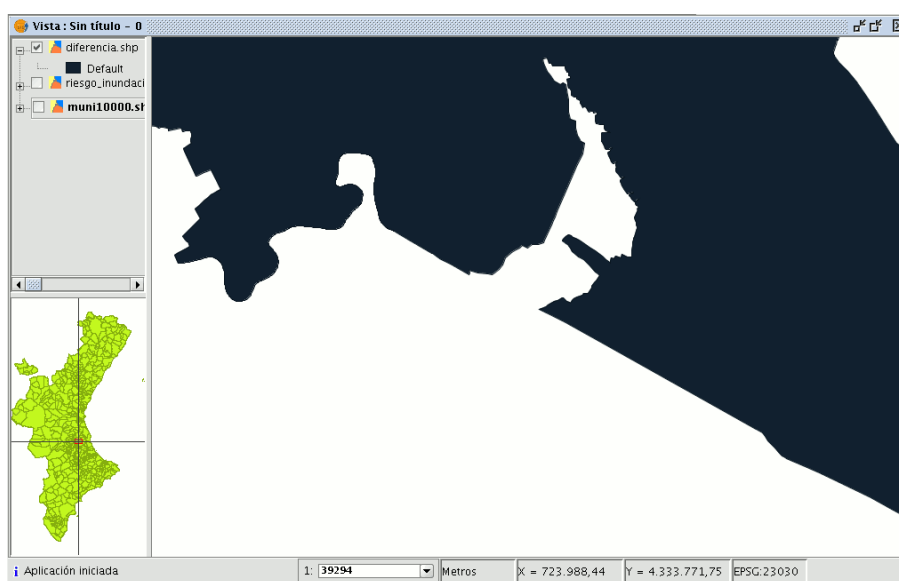 Vista : Sin título - 0
diferencia.shp
Default
riesgo_inundaci
muni10000.sh
Aplicación iniciada
1: 39294
Metros
X = 723.988,44
Y = 4.333.771,75
EPSG:23030